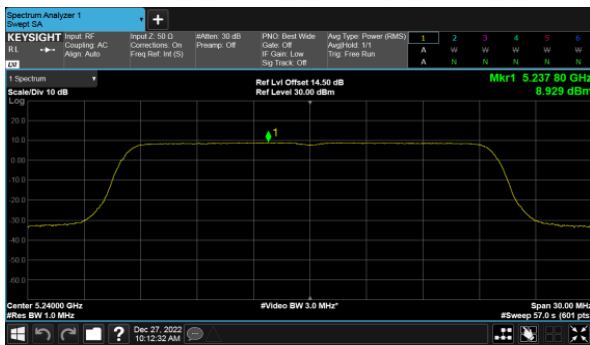 Spectrum Analyzer 1
Swept SA
+
KEYSIGHT Input: RF Input Z: 50 Ω #Atten: 30 dB PNO: Best Wide Avg Type: Power (RMS) 1 2 3 4 5 6
RL Coupling: AC Corrections: On Preamp: Off Gate: Off Avg|Hold: 1/1 A W W W W W
Align: Auto Freq Ref: Int (S) IF Gain: Low Trig: Free Run
LXI Sig Track: Off A N N N N N
1 Spectrum
Scale/Div 10 dB
Ref Lvl Offset 14.50 dB
Ref Level 30.00 dBm
Mkr1 5.237 80 GHz
8.929 dBm
Log
20.0
10.0
1
0.00
-10.0
-20.0
-30.0
-40.0
-50.0
-60.0
Center 5.24000 GHz #Video BW 3.0 MHz* Span 30.00 MHz
#Res BW 1.0 MHz #Sweep 57.0 s (601 pts)
? Dec 27, 2022
10:12:32 AM